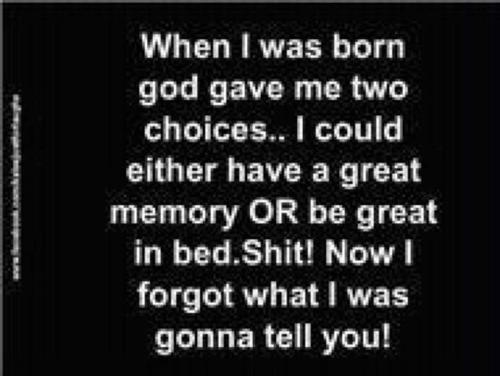 When I was born
god gave me two
choices.. I could
either have a great
memory OR be great
in bed.Shit! Now I
forgot what I was
gonna tell you!